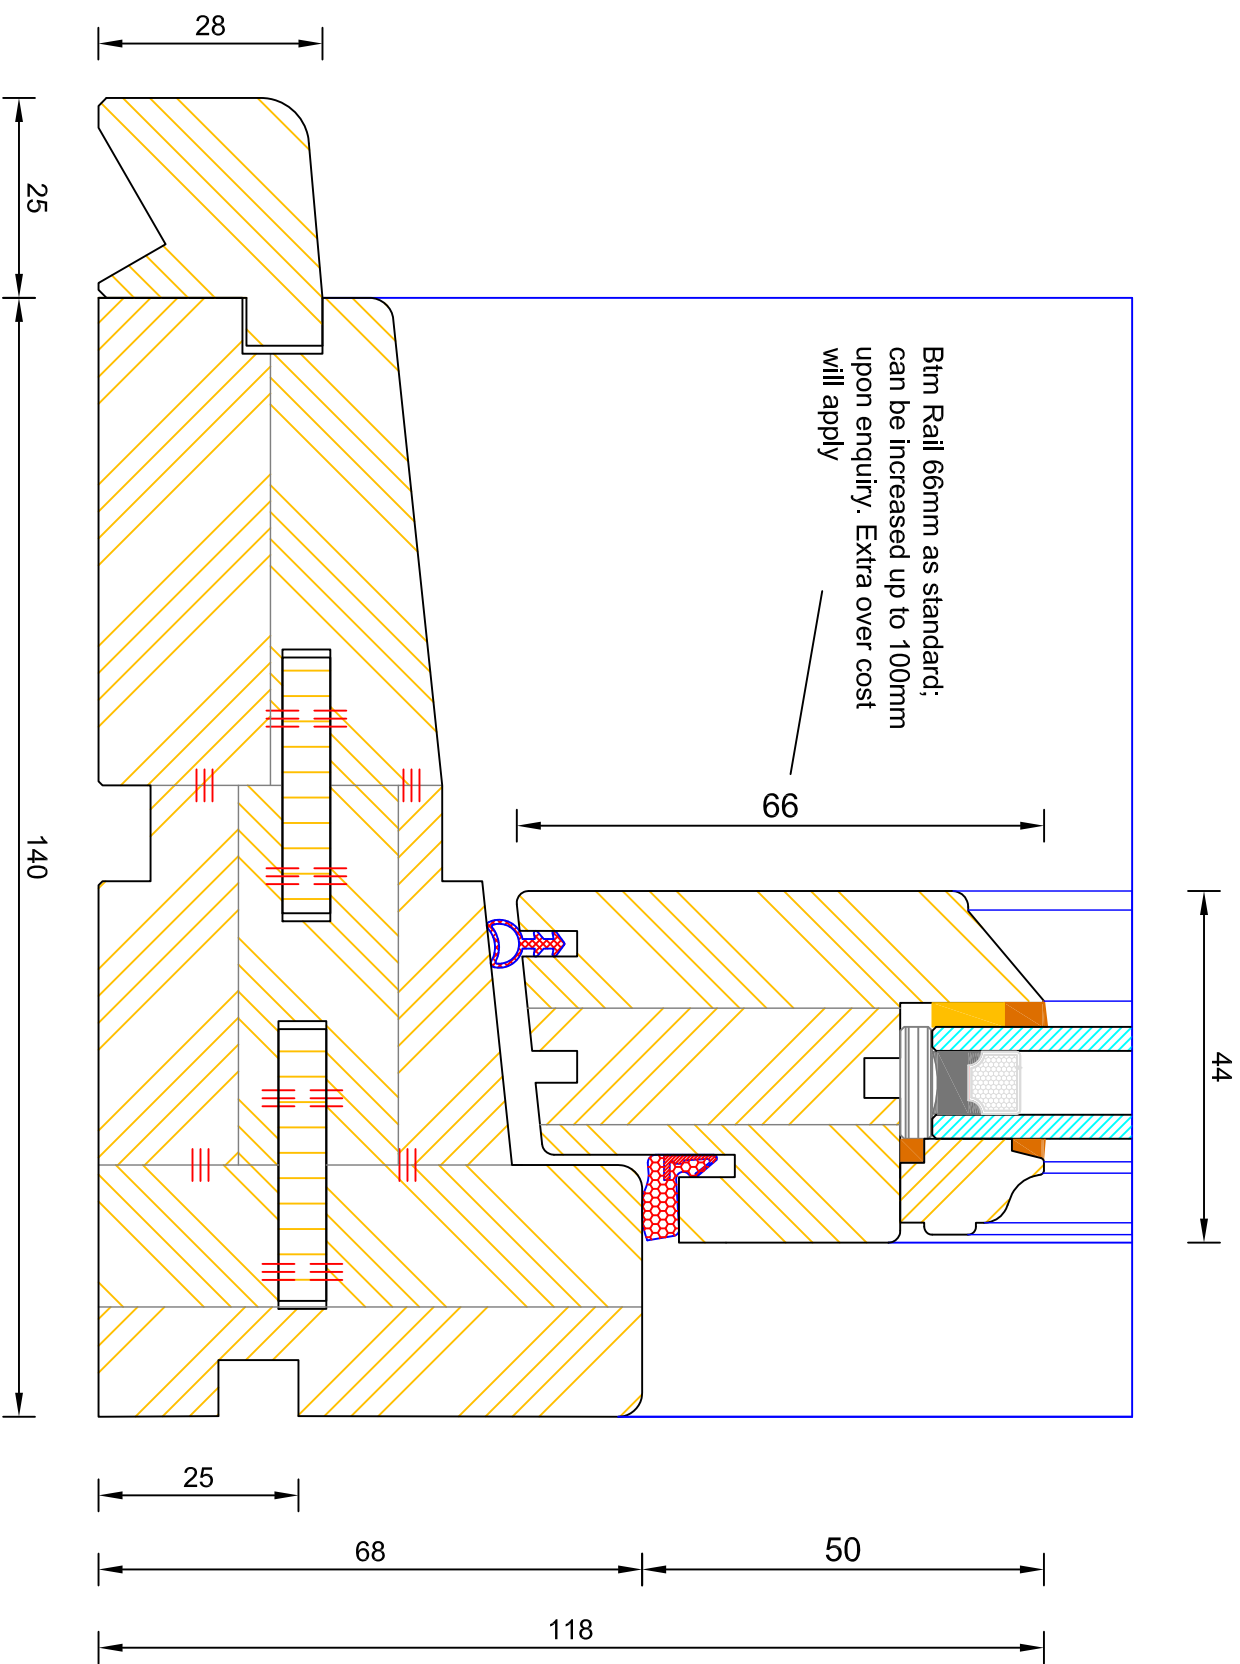 28
25
Btm Rail 66mm as standard;
can be increased up to 100mm
upon enquiry. Extra over cost
will apply
66
44
140
25
68
50
118